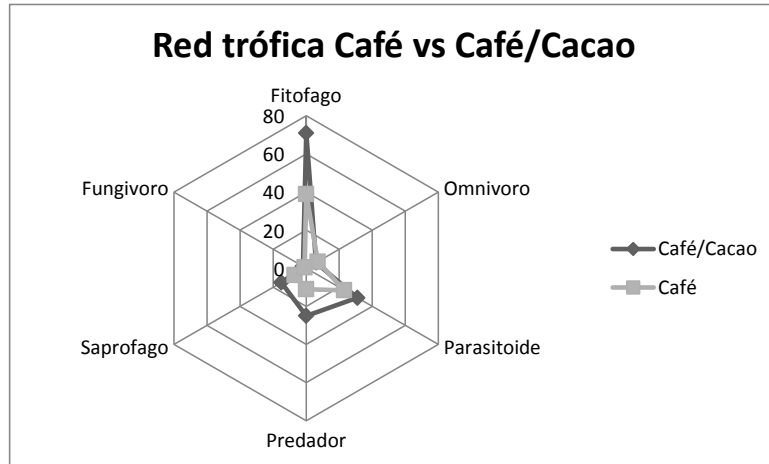 Red trófica Café vs Café/Cacao
Fitofago
80
60
40
20
0
Omnivoro
Parasitoide
Predador
Saprofago
Fungivoro
Café/Cacao
Café